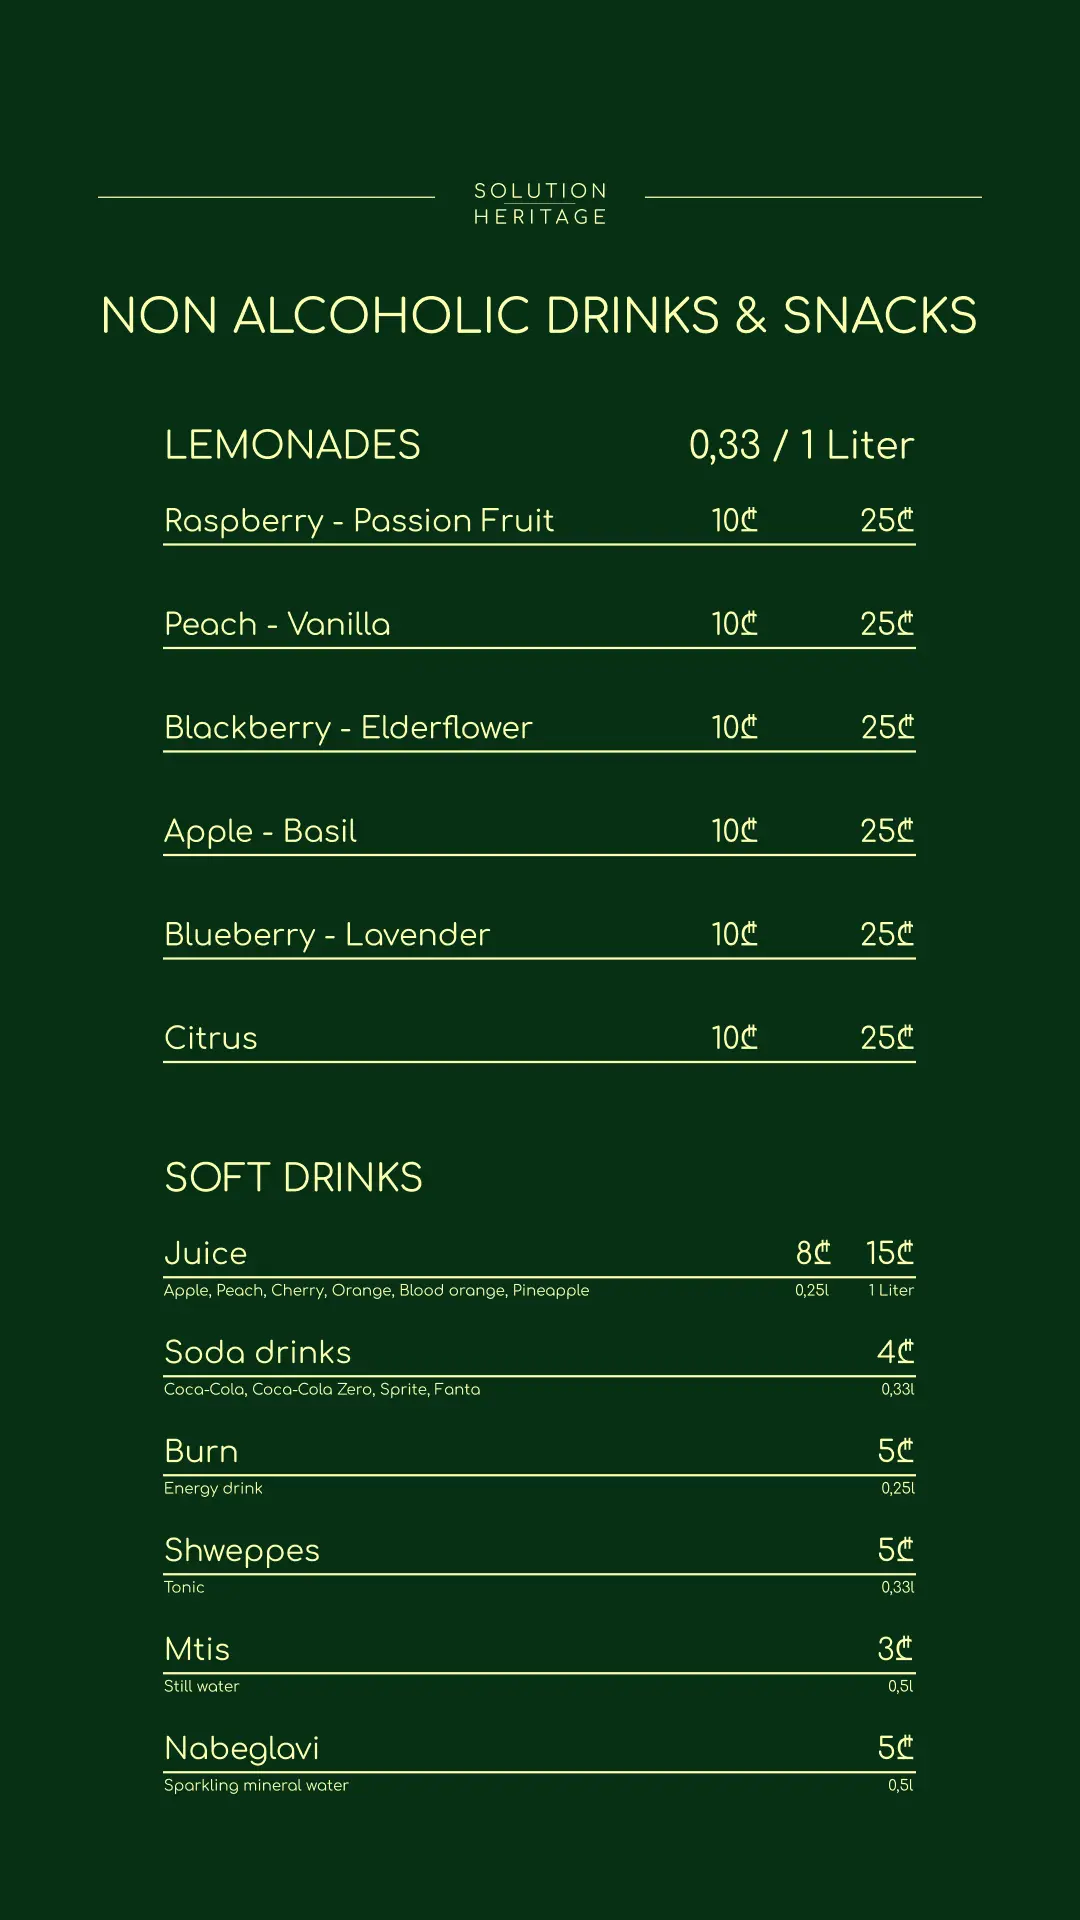 SOLUTION
HERITAGE
NON ALCOHOLIC DRINKS & SNACKS
LEMONADES 0,33 / 1 Liter
Raspberry - Passion Fruit 10₾ 25₾
Peach - Vanilla 10₾ 25₾
Blackberry - Elderflower 10₾ 25₾
Apple - Basil 10₾ 25₾
Blueberry - Lavender 10₾ 25₾
Citrus 10₾ 25₾
SOFT DRINKS
Juice 8₾ 15₾
Apple, Peach, Cherry, Orange, Blood orange, Pineapple 0,25l 1 Liter
Soda drinks 4₾
Coca-Cola, Coca-Cola Zero, Sprite, Fanta 0,33l
Burn 5₾
Energy drink 0,25l
Shweppes 5₾
Tonic 0,33l
Mtis 3₾
Still water 0,5l
Nabeglavi 5₾
Sparkling mineral water 0,5l